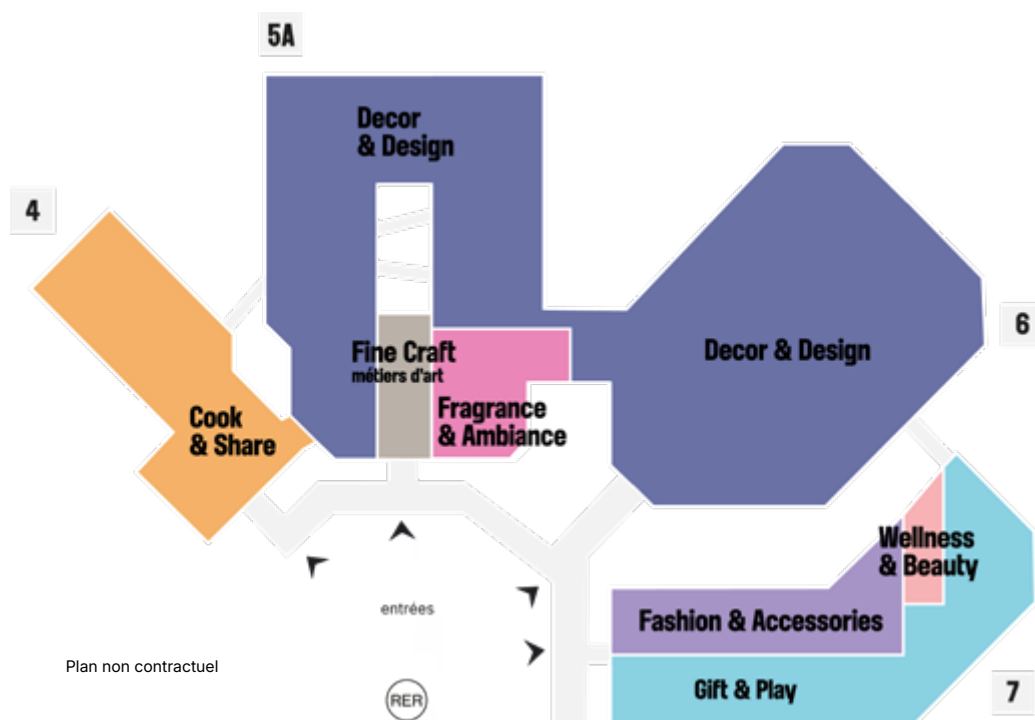 5A
Decor
& Design
4
6
Decor & Design
Fine Craft
métiers d'art
Fragrance
& Ambiance
Cook
& Share
Wellness
& Beauty
Fashion & Accessories
entrées
Plan non contractuel
Gift & Play
7
RER